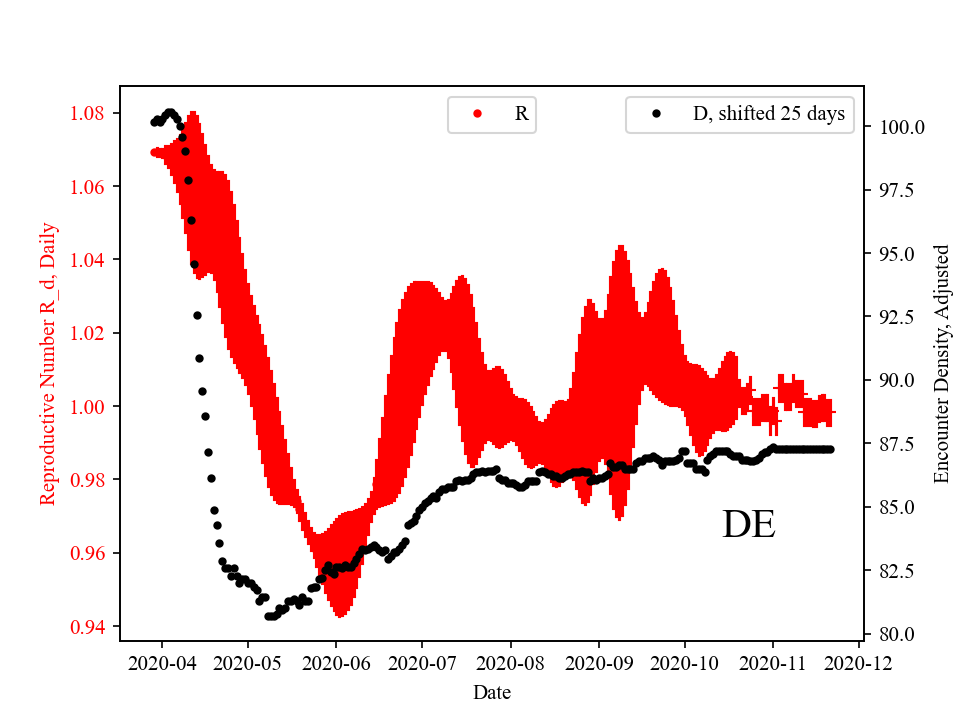 R
D, shifted 25 days
1.08
1.06
1.04
1.02
1.00
0.98
0.96
0.94
Reproductive Number R_d, Daily
100.0
97.5
95.0
92.5
90.0
87.5
85.0
82.5
80.0
Encounter Density, Adjusted
DE
2020-04 2020-05 2020-06 2020-07 2020-08 2020-09 2020-10 2020-11 2020-12
Date